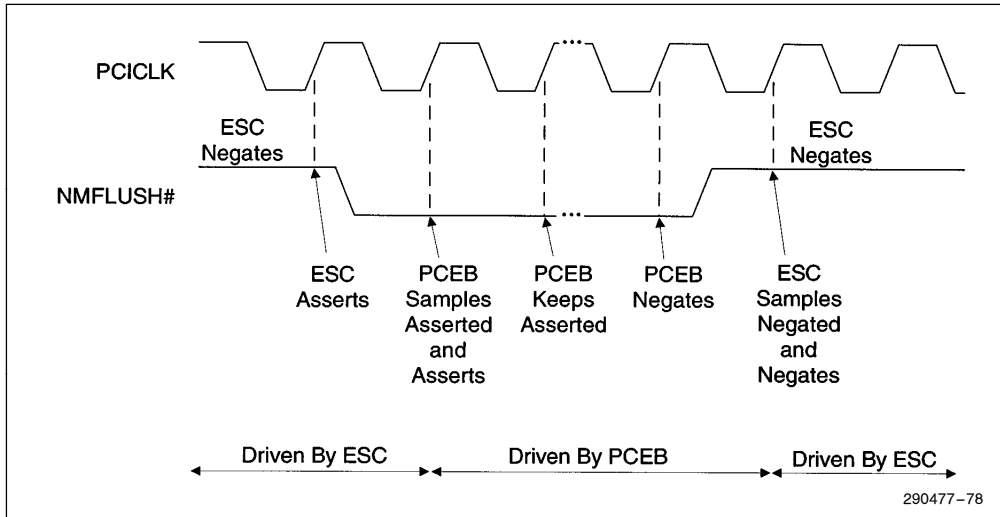 PCICLK
ESC
Negates
ESC
Negates
NMFLUSH#
ESC
Asserts
PCEB
Samples
Asserted
and
Asserts
PCEB
Keeps
Asserted
PCEB
Negates
ESC
Samples
Negated
and
Negates
Driven By ESC
Driven By PCEB
Driven By ESC
290477–78